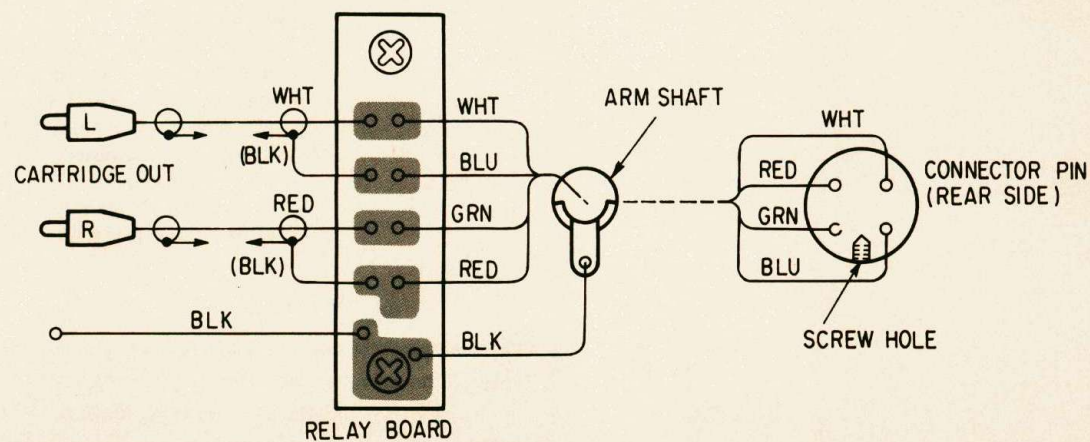 L
WHT
(BLK)
CARTRIDGE OUT
R
RED
(BLK)
BLK
RELAY BOARD
WHT
BLU
GRN
RED
BLK
ARM SHAFT
WHT
RED
GRN
BLU
CONNECTOR PIN
(REAR SIDE)
SCREW HOLE